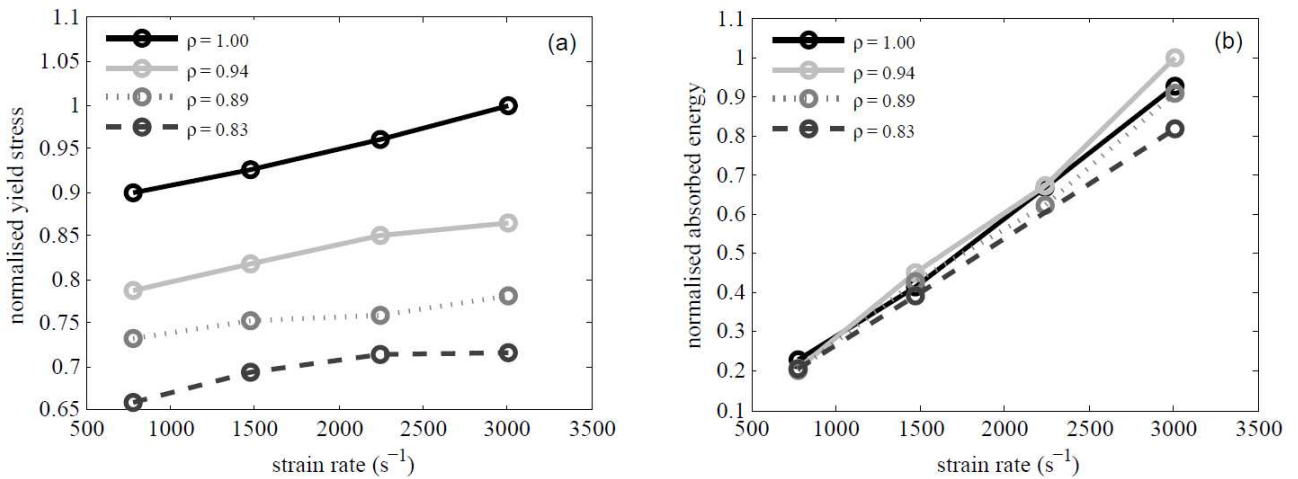 1.1
1.05
1
0.95
0.9
0.85
0.8
0.75
0.7
0.65
normalised yield stress
ρ = 1.00
ρ = 0.94
ρ = 0.89
ρ = 0.83
(a)
500 1000 1500 2000 2500 3000 3500
strain rate (s⁻¹)
1.1
1
0.9
0.8
0.7
0.6
0.5
0.4
0.3
0.2
0.1
normalised absorbed energy
ρ = 1.00
ρ = 0.94
ρ = 0.89
ρ = 0.83
(b)
500 1000 1500 2000 2500 3000 3500
strain rate (s⁻¹)